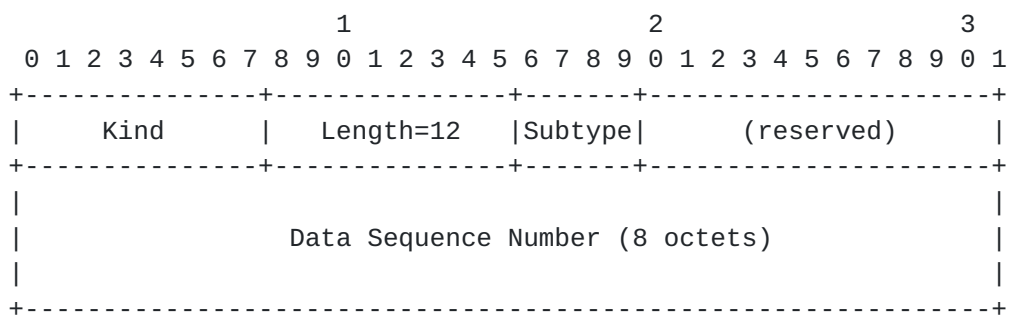 1                   2                   3
 0 1 2 3 4 5 6 7 8 9 0 1 2 3 4 5 6 7 8 9 0 1 2 3 4 5 6 7 8 9 0 1
+---------------+---------------+-------+----------------------+
|     Kind      |   Length=12   |Subtype|      (reserved)      |
+---------------+---------------+-------+----------------------+
|                                                              |
|                 Data Sequence Number (8 octets)              |
|                                                              |
+--------------------------------------------------------------+